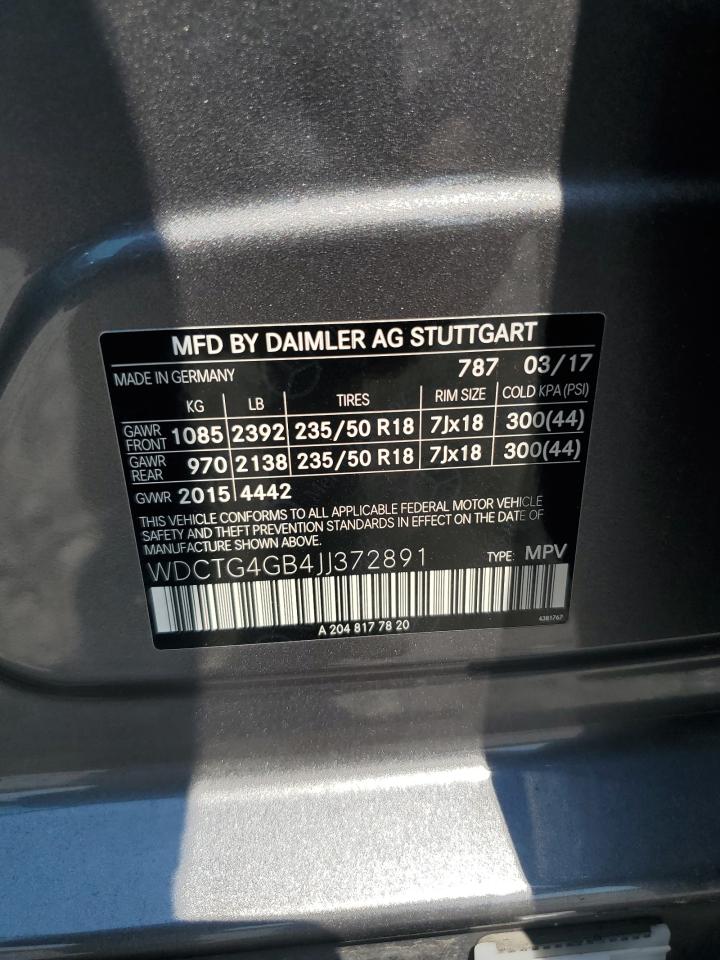 MFD BY DAIMLER AG STUTTGART
MADE IN GERMANY 787 03/17
KG LB TIRES RIM SIZE COLD KPA (PSI)
GAWR FRONT 1085 2392 235/50 R18 7Jx18 300(44)
GAWR REAR 970 2138 235/50 R18 7Jx18 300(44)
GVWR 2015 4442
THIS VEHICLE CONFORMS TO ALL APPLICABLE FEDERAL MOTOR VEHICLE
SAFETY AND THEFT PREVENTION STANDARDS IN EFFECT ON THE DATE OF
MANUFACTURE SHOWN ABOVE.
WDCTG4GB4JJ372891 TYPE: MPV
A 204 817 78 20 4381767